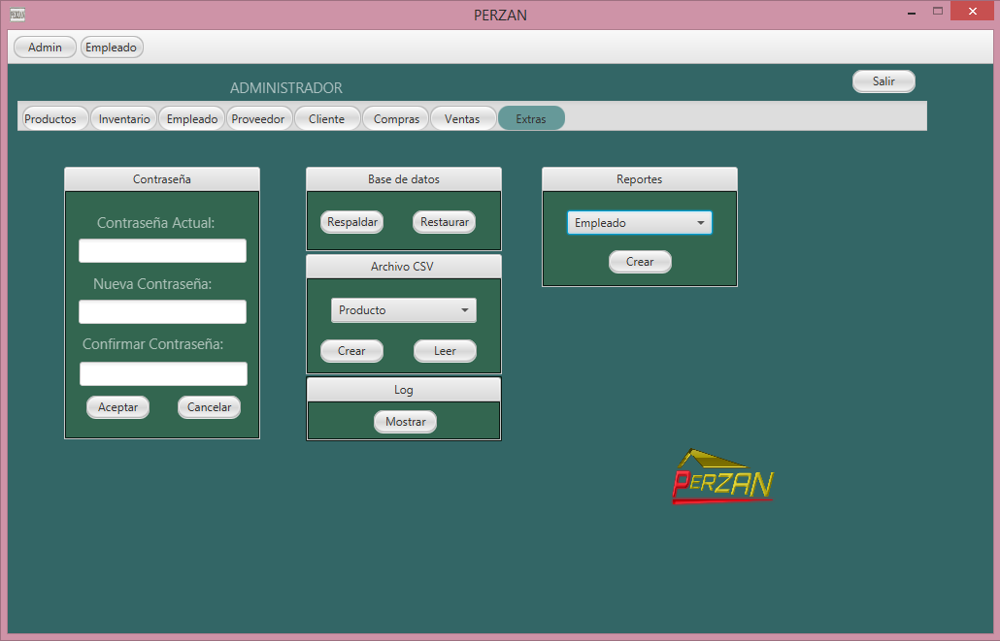 PERZAN
PERZAN
Admin Empleado
Salir
ADMINISTRADOR
Productos Inventario Empleado Proveedor Cliente Compras Ventas Extras
Contraseña
Contraseña Actual:
Nueva Contraseña:
Confirmar Contraseña:
Aceptar Cancelar
Base de datos
Respaldar Restaurar
Archivo CSV
Producto
Crear Leer
Log
Mostrar
Reportes
Empleado
Crear
PERZAN